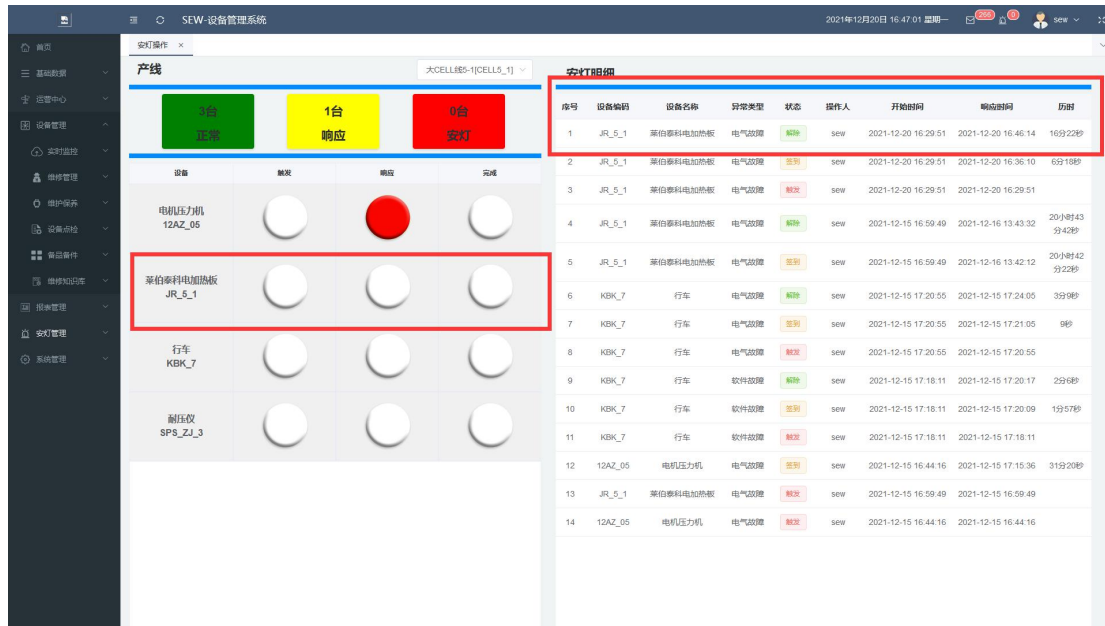 SEW-设备管理系统
2021年12月20日 16:47:01 星期一
266
0
sew
首页
基础数据
运营中心
设备管理
实时监控
维修管理
维护保养
设备点检
备品备件
维修知识库
报表管理
安灯管理
系统管理
安灯操作 ×
产线
大CELL线5-1[CELL5_1]
3台
正常
1台
响应
0台
安灯
设备 触发 响应 完成
电机压力机
12AZ_05
莱伯泰科电加热板
JR_5_1
行车
KBK_7
耐压仪
SPS_ZJ_3
安灯明细
序号 设备编码 设备名称 异常类型 状态 操作人 开始时间 响应时间 历时
1 JR_5_1 莱伯泰科电加热板 电气故障 解除 sew 2021-12-20 16:29:51 2021-12-20 16:46:14 16分22秒
2 JR_5_1 莱伯泰科电加热板 电气故障 签到 sew 2021-12-20 16:29:51 2021-12-20 16:36:10 6分18秒
3 JR_5_1 莱伯泰科电加热板 电气故障 触发 sew 2021-12-20 16:29:51 2021-12-20 16:29:51
4 JR_5_1 莱伯泰科电加热板 电气故障 解除 sew 2021-12-15 16:59:49 2021-12-16 13:43:32 20小时43
分42秒
5 JR_5_1 莱伯泰科电加热板 电气故障 签到 sew 2021-12-15 16:59:49 2021-12-16 13:42:12 20小时42
分22秒
6 KBK_7 行车 电气故障 解除 sew 2021-12-15 17:20:55 2021-12-15 17:24:05 3分9秒
7 KBK_7 行车 电气故障 签到 sew 2021-12-15 17:20:55 2021-12-15 17:21:05 9秒
8 KBK_7 行车 电气故障 触发 sew 2021-12-15 17:20:55 2021-12-15 17:20:55
9 KBK_7 行车 软件故障 解除 sew 2021-12-15 17:18:11 2021-12-15 17:20:17 2分6秒
10 KBK_7 行车 软件故障 签到 sew 2021-12-15 17:18:11 2021-12-15 17:20:09 1分57秒
11 KBK_7 行车 软件故障 触发 sew 2021-12-15 17:18:11 2021-12-15 17:18:11
12 12AZ_05 电机压力机 电气故障 签到 sew 2021-12-15 16:44:16 2021-12-15 17:15:36 31分20秒
13 JR_5_1 莱伯泰科电加热板 电气故障 触发 sew 2021-12-15 16:59:49 2021-12-15 16:59:49
14 12AZ_05 电机压力机 电气故障 触发 sew 2021-12-15 16:44:16 2021-12-15 16:44:16